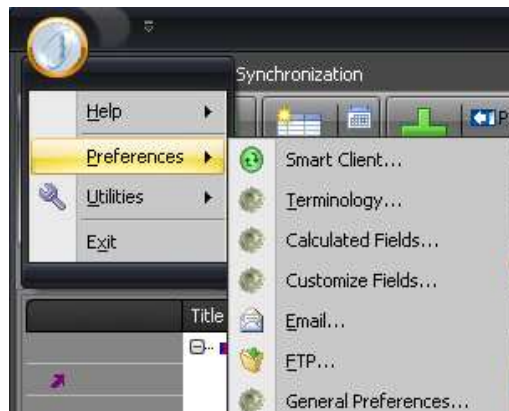 Synchronization
Help
P
Preferences
Smart Client...
Utilities
Terminology...
Exit
Calculated Fields...
Customize Fields...
Title
Email...
FTP...
General Preferences...